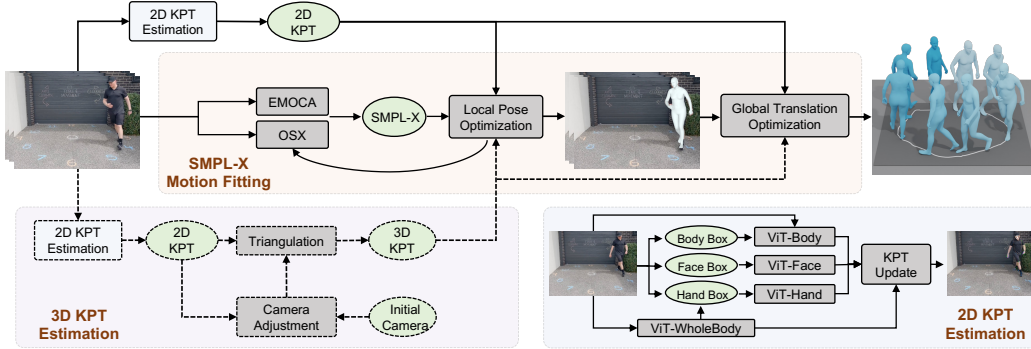 2D KPT
Estimation
2D
KPT
EMOCA
OSX
SMPL-X
Local Pose
Optimization
Global Translation
Optimization
SMPL-X
Motion Fitting
2D KPT
Estimation
2D
KPT
Triangulation
3D
KPT
Camera
Adjustment
Initial
Camera
3D KPT
Estimation
Body Box
ViT-Body
Face Box
ViT-Face
Hand Box
ViT-Hand
ViT-WholeBody
KPT
Update
2D KPT
Estimation